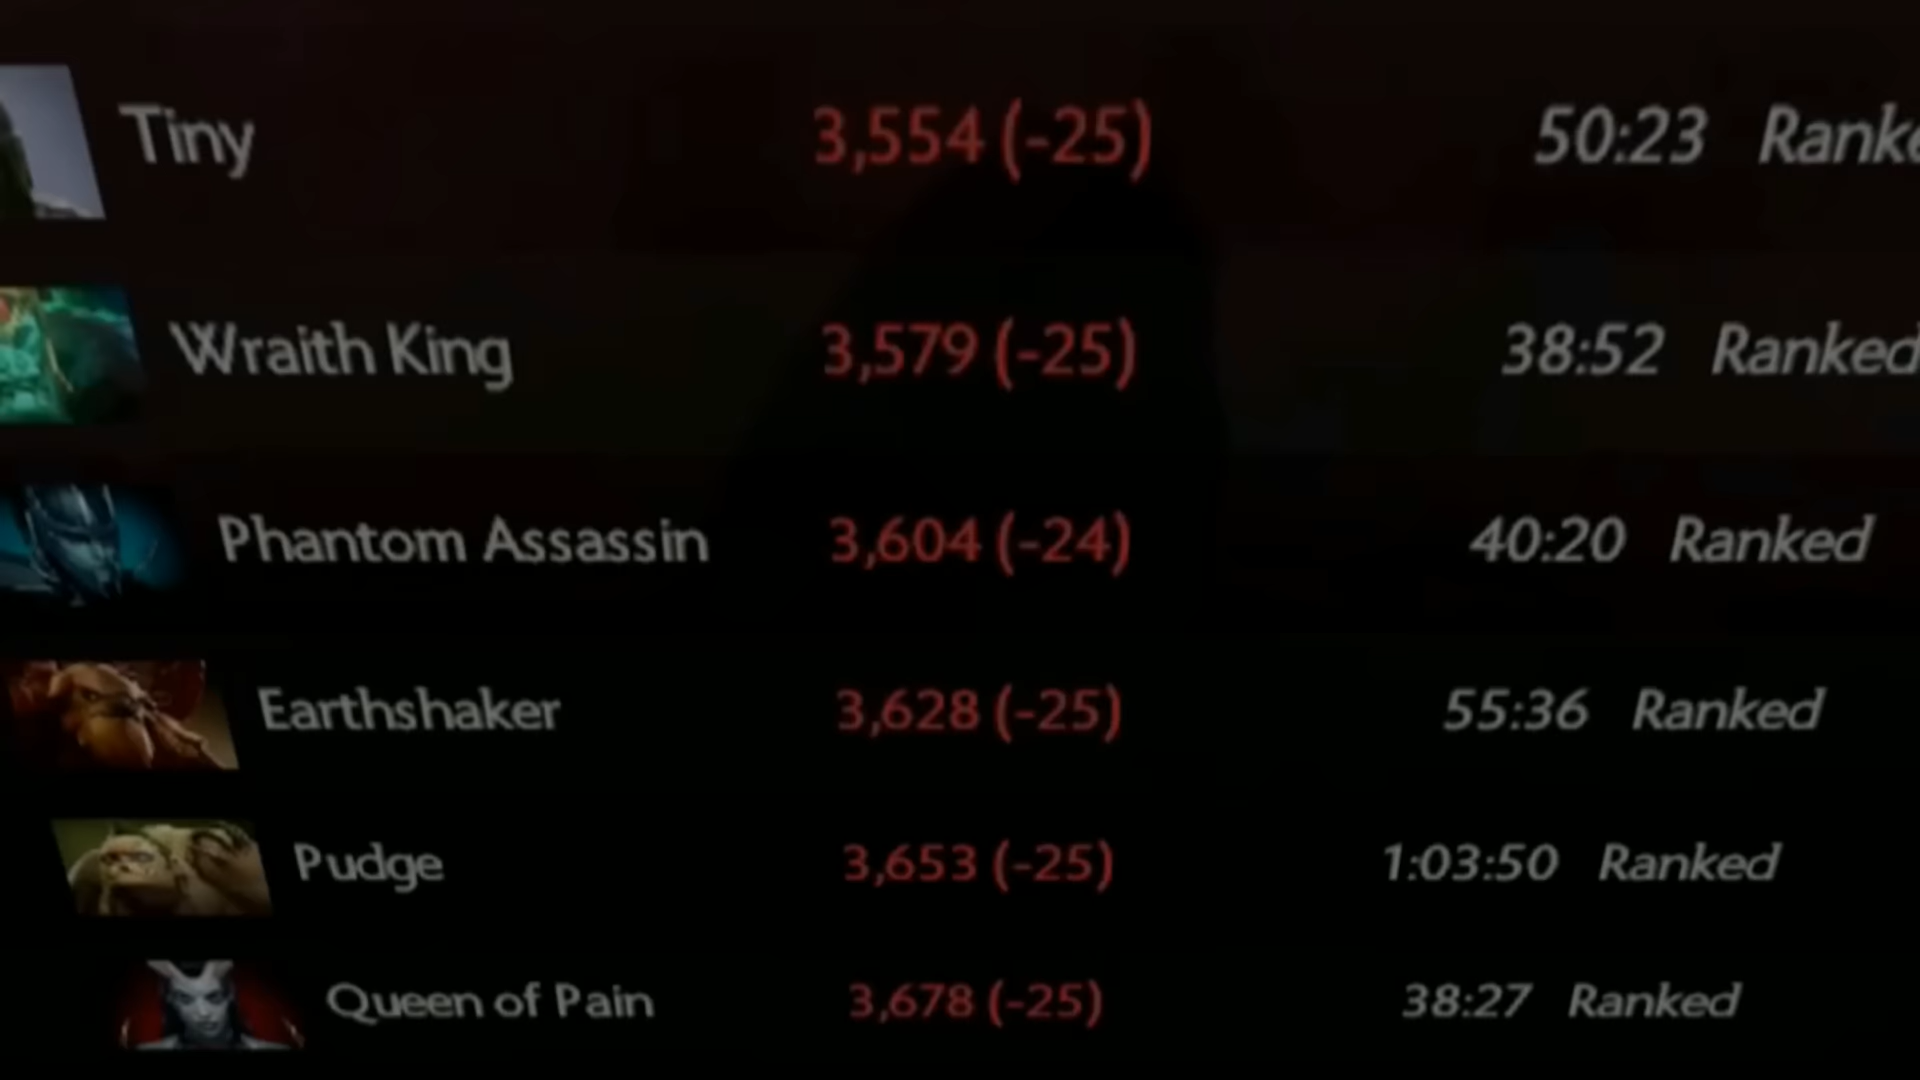 Tiny 3,554 (-25) 50:23 Ranke
Wraith King 3,579 (-25) 38:52 Ranked
Phantom Assassin 3,604 (-24) 40:20 Ranked
Earthshaker 3,628 (-25) 55:36 Ranked
Pudge 3,653 (-25) 1:03:50 Ranked
Queen of Pain 3,678 (-25) 38:27 Ranked